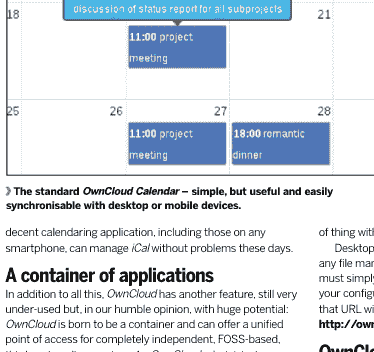 discussion of status report for all subprojects
18
21
11:00 project
meeting
25
26
27
28
11:00 project
meeting
18:00 romantic
dinner
The standard OwnCloud Calendar – simple, but useful and easily
synchronisable with desktop or mobile devices.
decent calendaring application, including those on any
smartphone, can manage iCal without problems these days.
A container of applications
In addition to all this, OwnCloud has another feature, still very
under-used but, in our humble opinion, with huge potential:
OwnCloud is born to be a container and can offer a unified
point of access for completely independent, FOSS-based,
of thing with
Desktop
any file mar
must simply
your configu
that URL wi
http://own
OwnCl